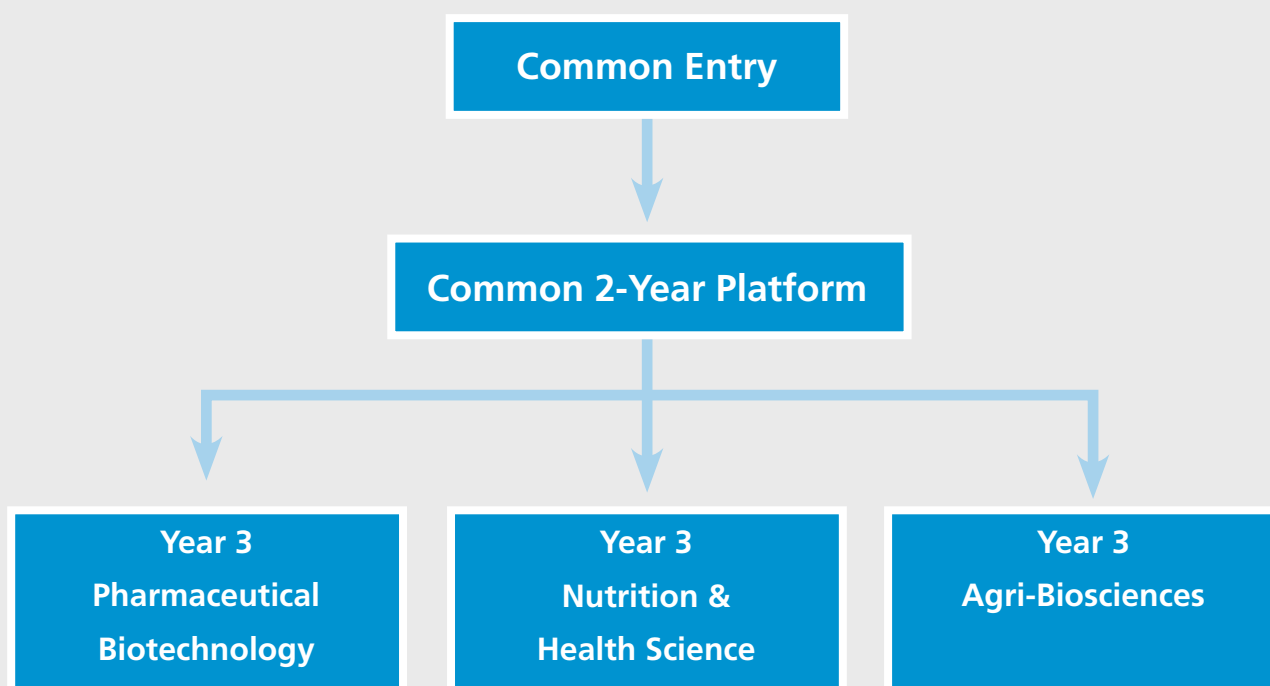 Common Entry
Common 2-Year Platform
Year 3
Pharmaceutical
Biotechnology
Year 3
Nutrition &
Health Science
Year 3
Agri-Biosciences